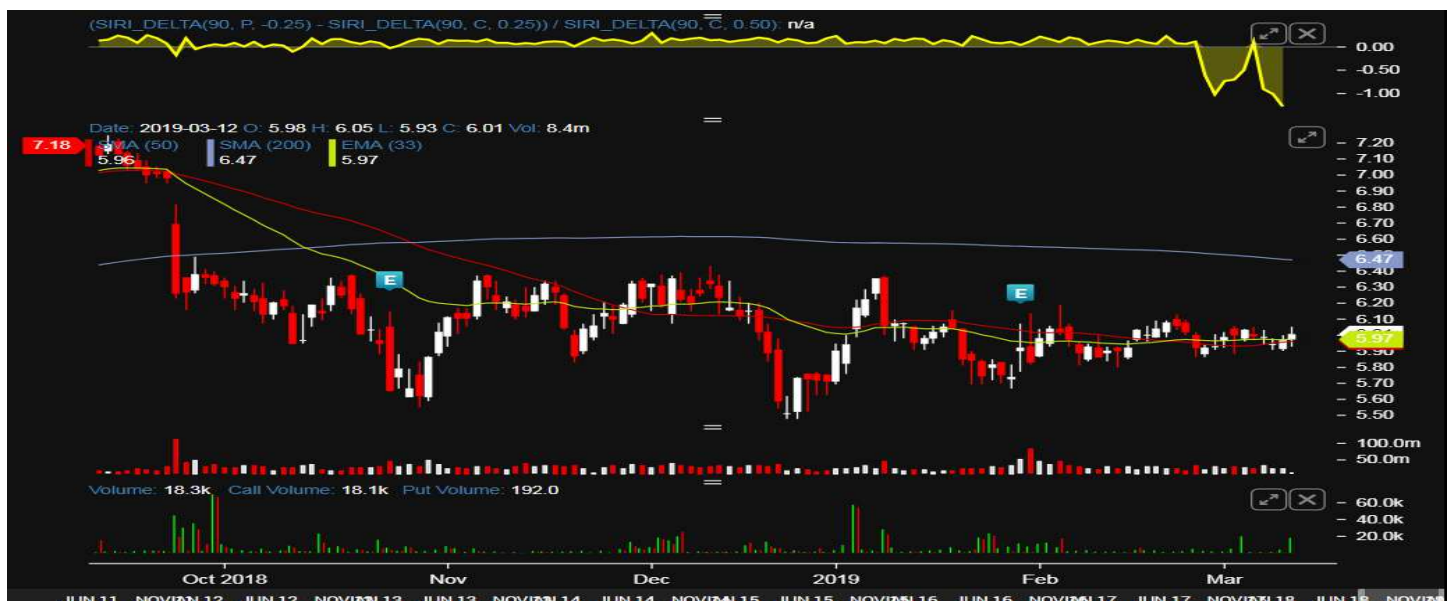 (SIRI_DELTA(90, P, -0.25) - SIRI_DELTA(90, C, 0.25)) / SIRI_DELTA(90, C, 0.50): n/a
0.00
-0.50
-1.00
Date: 2019-03-12 O: 5.98 H: 6.05 L: 5.93 C: 6.01 Vol: 8.4m
7.18
SMA (50) SMA (200) EMA (33)
5.96 6.47 5.97
7.20
7.10
7.00
6.90
6.80
6.70
6.60
6.47
6.40
6.30
E
E
6.20
6.10
5.97
5.90
5.80
5.70
5.60
5.50
100.0m
50.0m
Volume: 18.3k Call Volume: 18.1k Put Volume: 192.0
60.0k
40.0k
20.0k
Oct 2018 Nov Dec 2019 Feb Mar